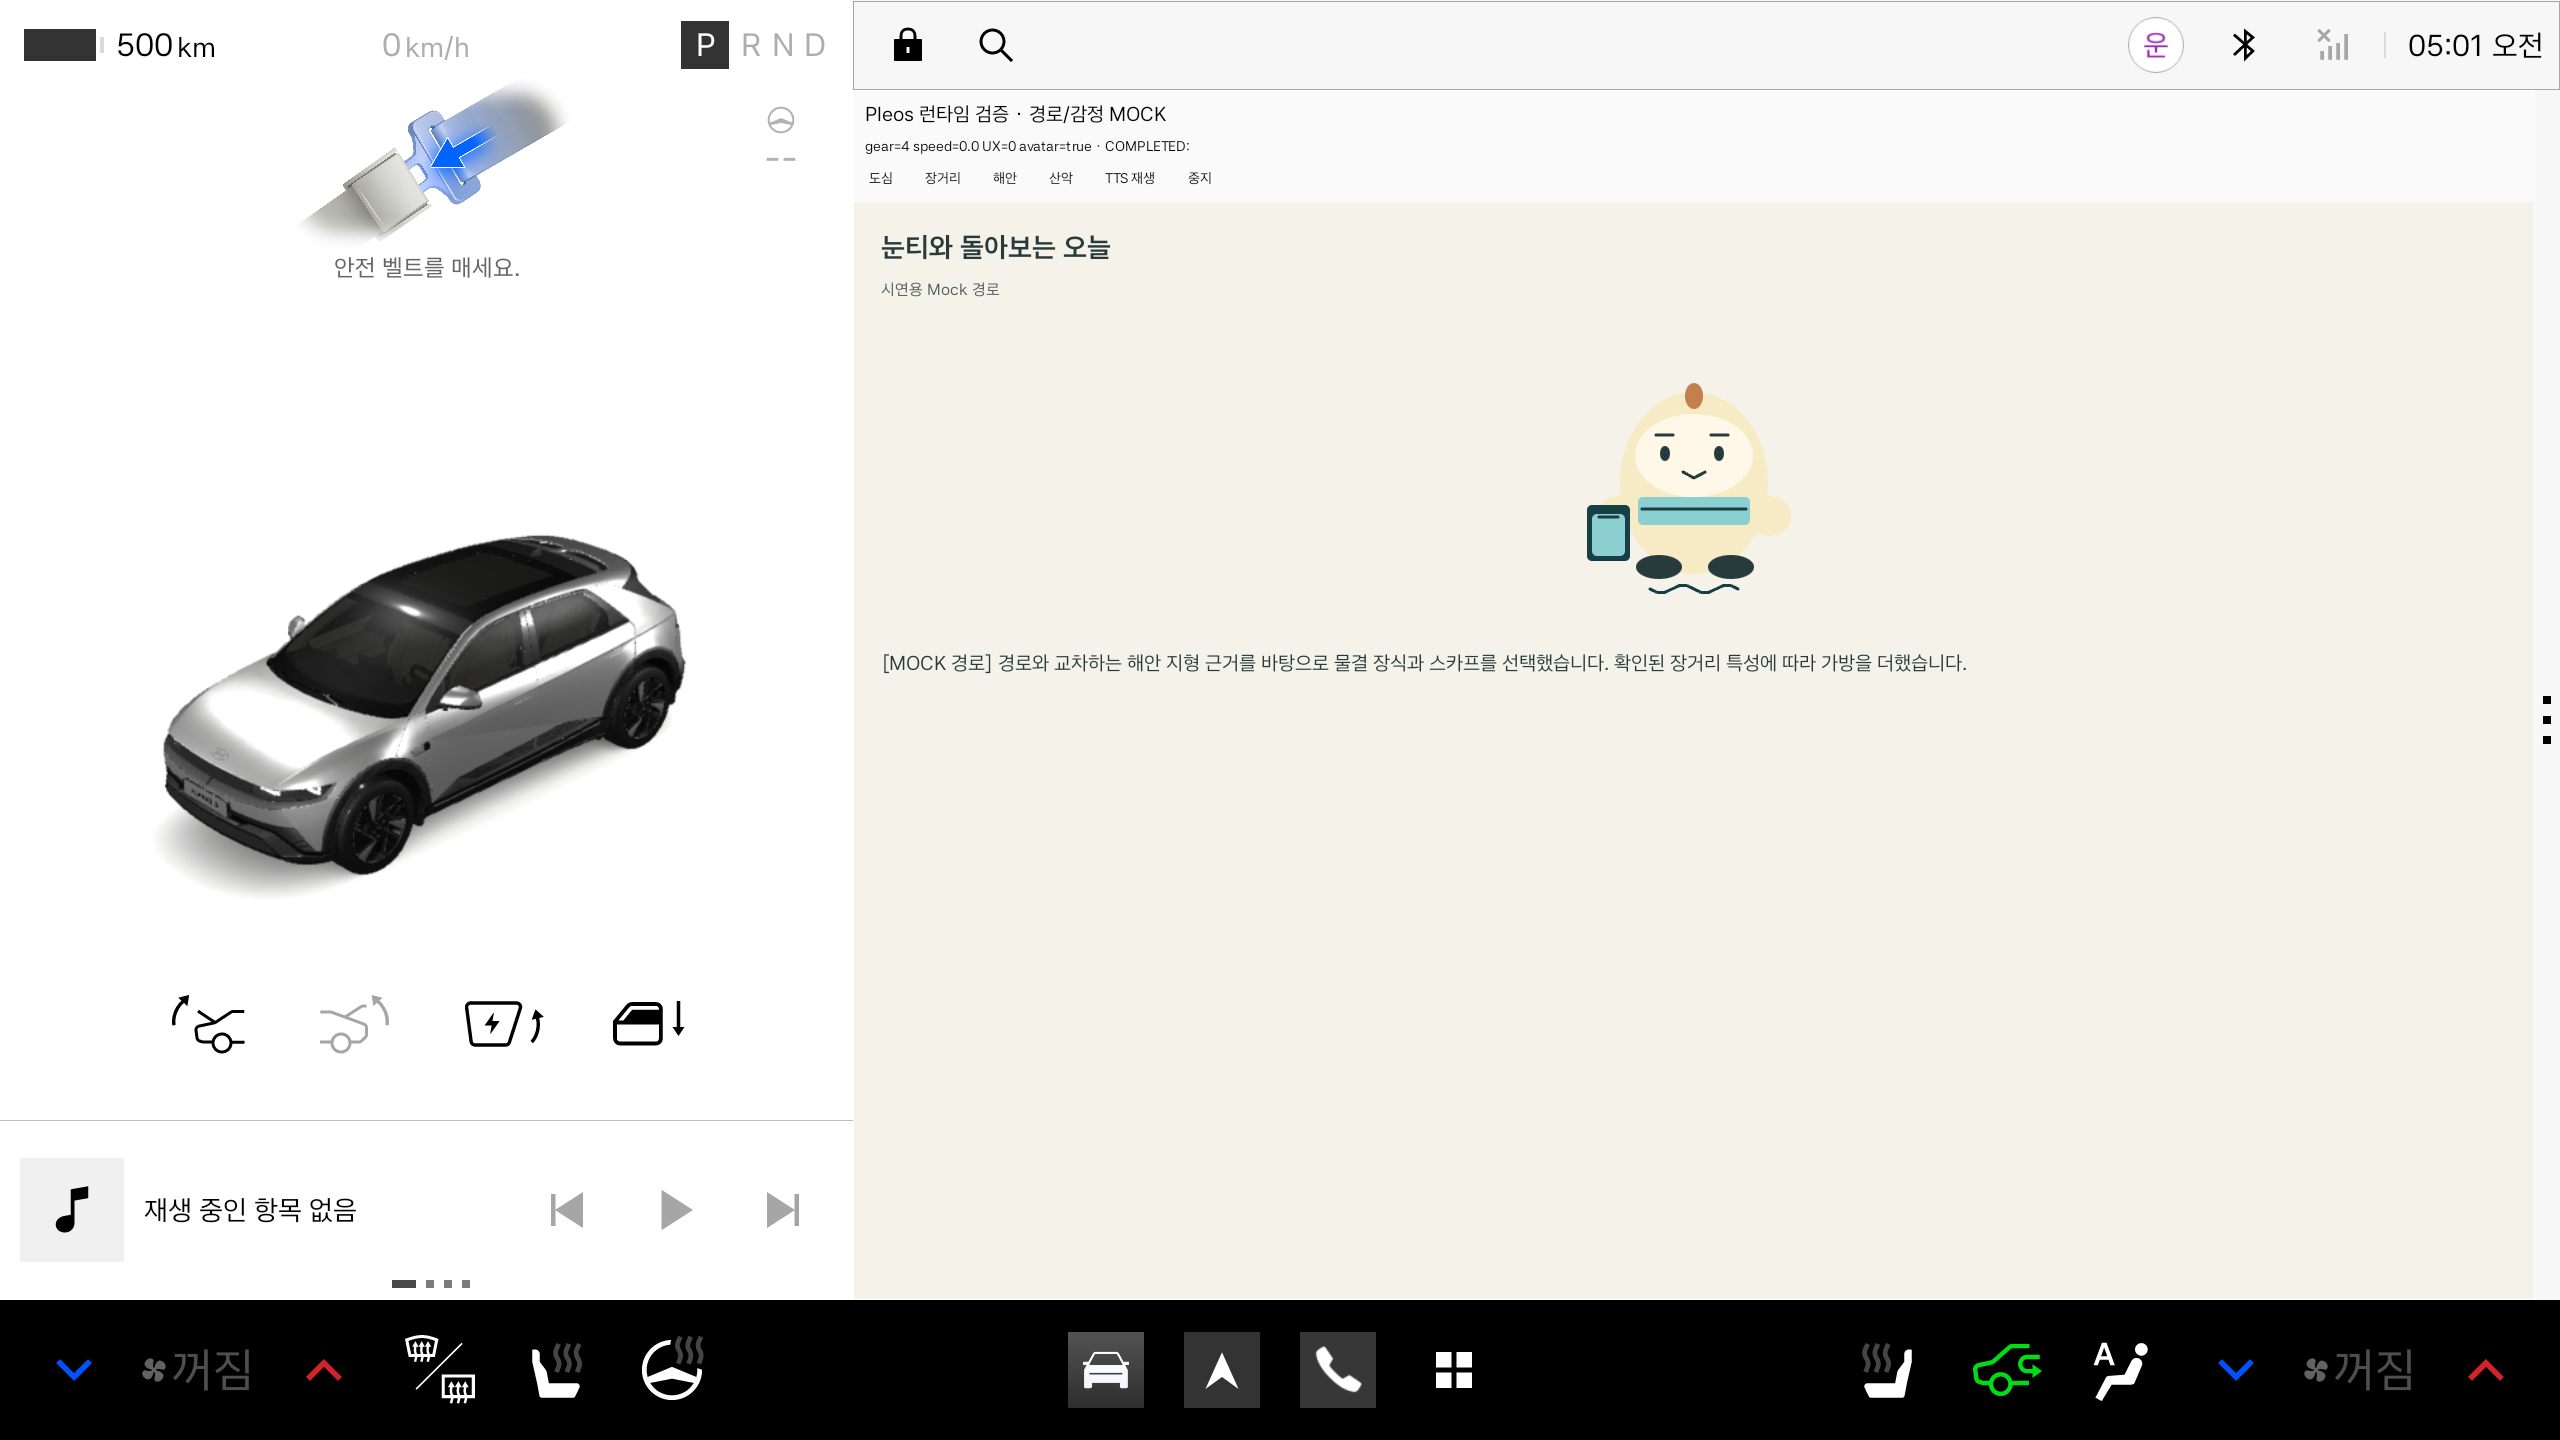 500 km
0 km/h
P R N D
안전 벨트를 매세요.
재생 중인 항목 없음
운
05:01 오전
Pleos 런타임 검증 · 경로/감정 MOCK
gear=4 speed=0.0 UX=0 avatar=true · COMPLETED:
도심 장거리 해안 산악 TTS 재생 중지
눈티와 돌아보는 오늘
시연용 Mock 경로
[MOCK 경로] 경로와 교차하는 해안 지형 근거를 바탕으로 물결 장식과 스카프를 선택했습니다. 확인된 장거리 특성에 따라 가방을 더했습니다.
꺼짐
A
꺼짐